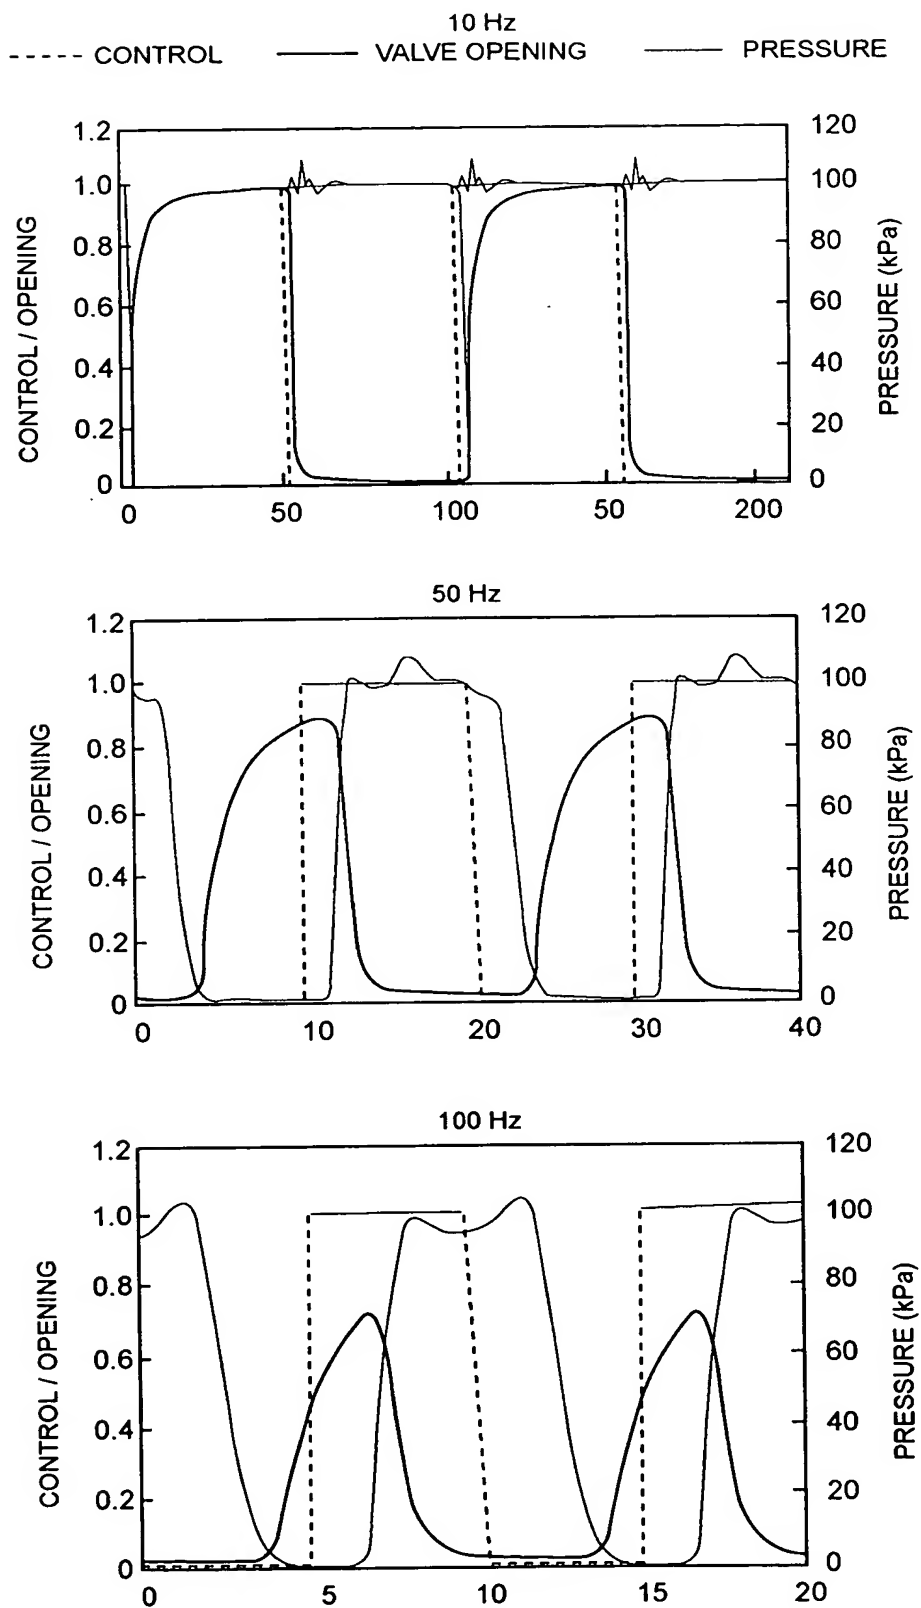 10 Hz
CONTROL VALVE OPENING PRESSURE
1.2 120
1.0 100
0.8 80
0.6 60
0.4 40
0.2 20
0 0
CONTROL / OPENING
PRESSURE (kPa)
0 50 100 50 200
50 Hz
1.2 120
1.0 100
0.8 80
0.6 60
0.4 40
0.2 20
0 0
CONTROL / OPENING
PRESSURE (kPa)
0 10 20 30 40
100 Hz
1.2 120
1.0 100
0.8 80
0.6 60
0.4 40
0.2 20
0 0
CONTROL / OPENING
PRESSURE (kPa)
0 5 10 15 20